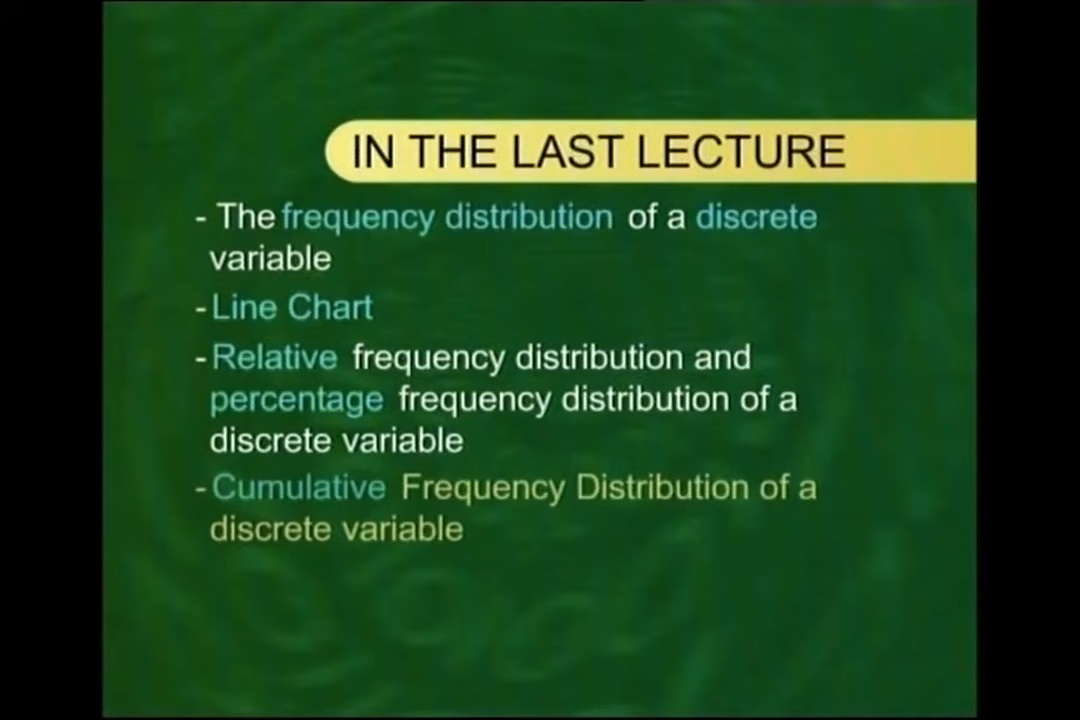 IN THE LAST LECTURE
- The frequency distribution of a discrete
variable
- Line Chart
- Relative frequency distribution and
percentage frequency distribution of a
discrete variable
- Cumulative Frequency Distribution of a
discrete variable